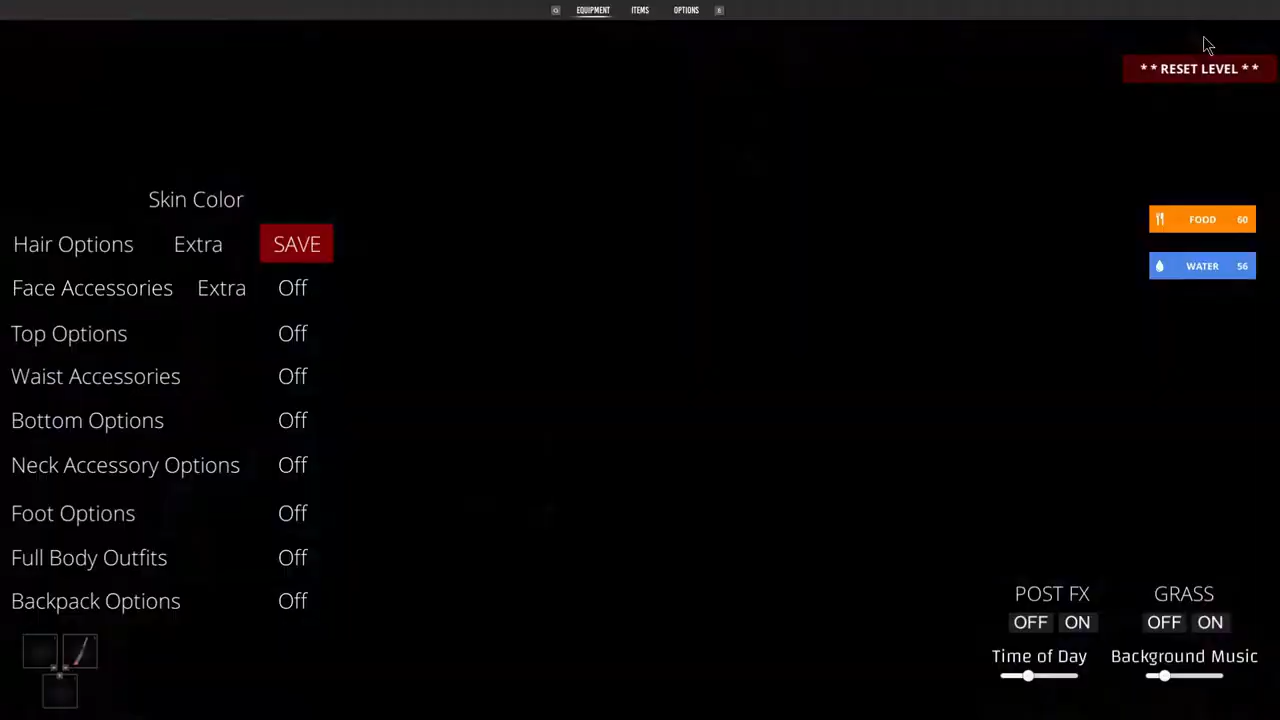 EQUIPMENT ITEMS OPTIONS
* * RESET LEVEL * *
Skin Color
Hair Options Extra SAVE
Face Accessories Extra Off
Top Options Off
Waist Accessories Off
Bottom Options Off
Neck Accessory Options Off
Foot Options Off
Full Body Outfits Off
Backpack Options Off
FOOD 60
WATER 56
POST FX GRASS
OFF ON OFF ON
Time of Day Background Music